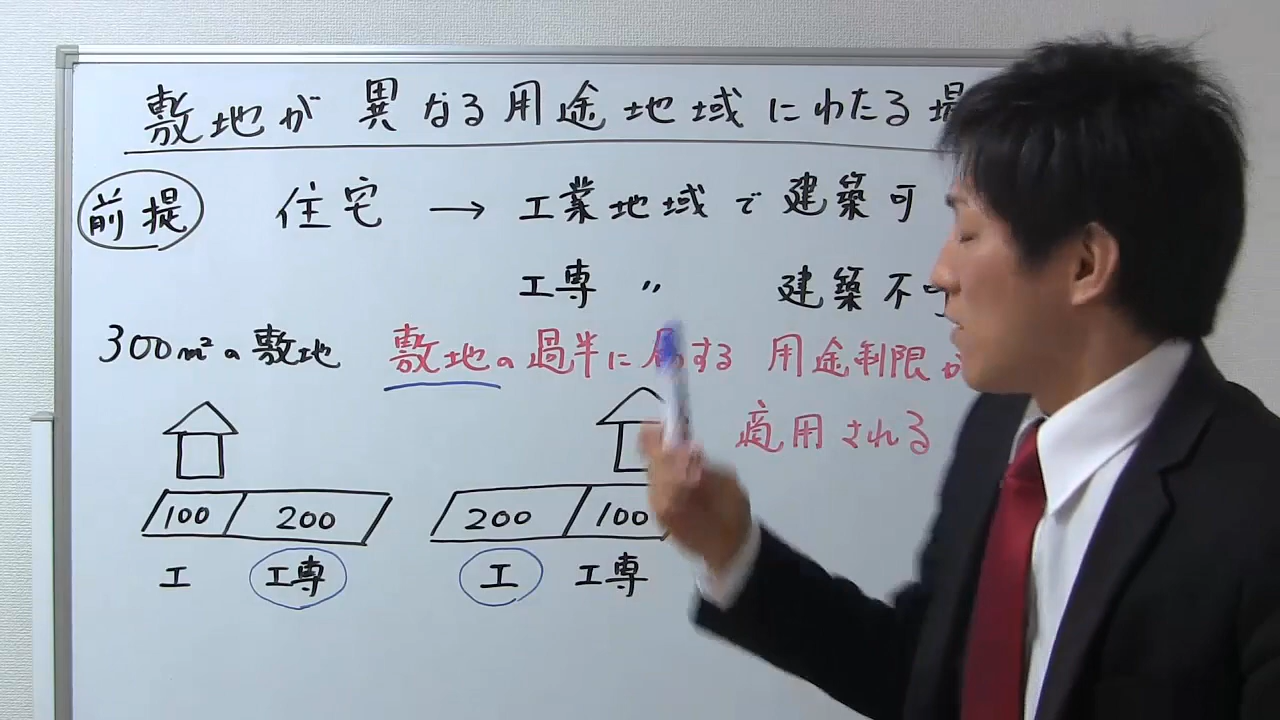 敷地が異なる用途地域にわたる場
前提 住宅 → 工業地域で建築可
工専 〃 建築不
300㎡の敷地 敷地の過半に属する 用途制限が
適用される
100 200 200 100
工 工専 工 工専